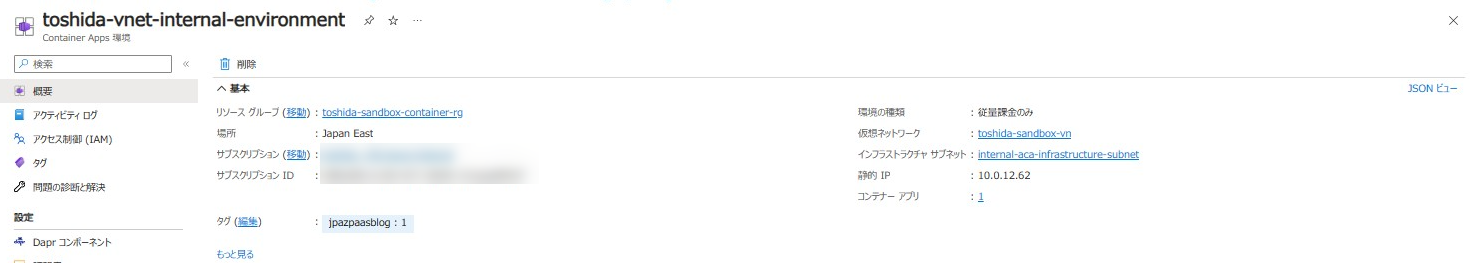 toshida-vnet-internal-environment
Container Apps 環境
検索
削除
概要
基本
JSON ビュー
アクティビティ ログ
リソース グループ (移動) : toshida-sandbox-container-rg
環境の種類 : 従量課金のみ
アクセス制御 (IAM)
場所 : Japan East
仮想ネットワーク : toshida-sandbox-vn
タグ
サブスクリプション (移動) :
インフラストラクチャ サブネット : internal-aca-infrastructure-subnet
問題の診断と解決
サブスクリプション ID :
静的 IP : 10.0.12.62
コンテナー アプリ : 1
設定
タグ (編集) : jpazpaasblog : 1
Dapr コンポーネント
もっと見る